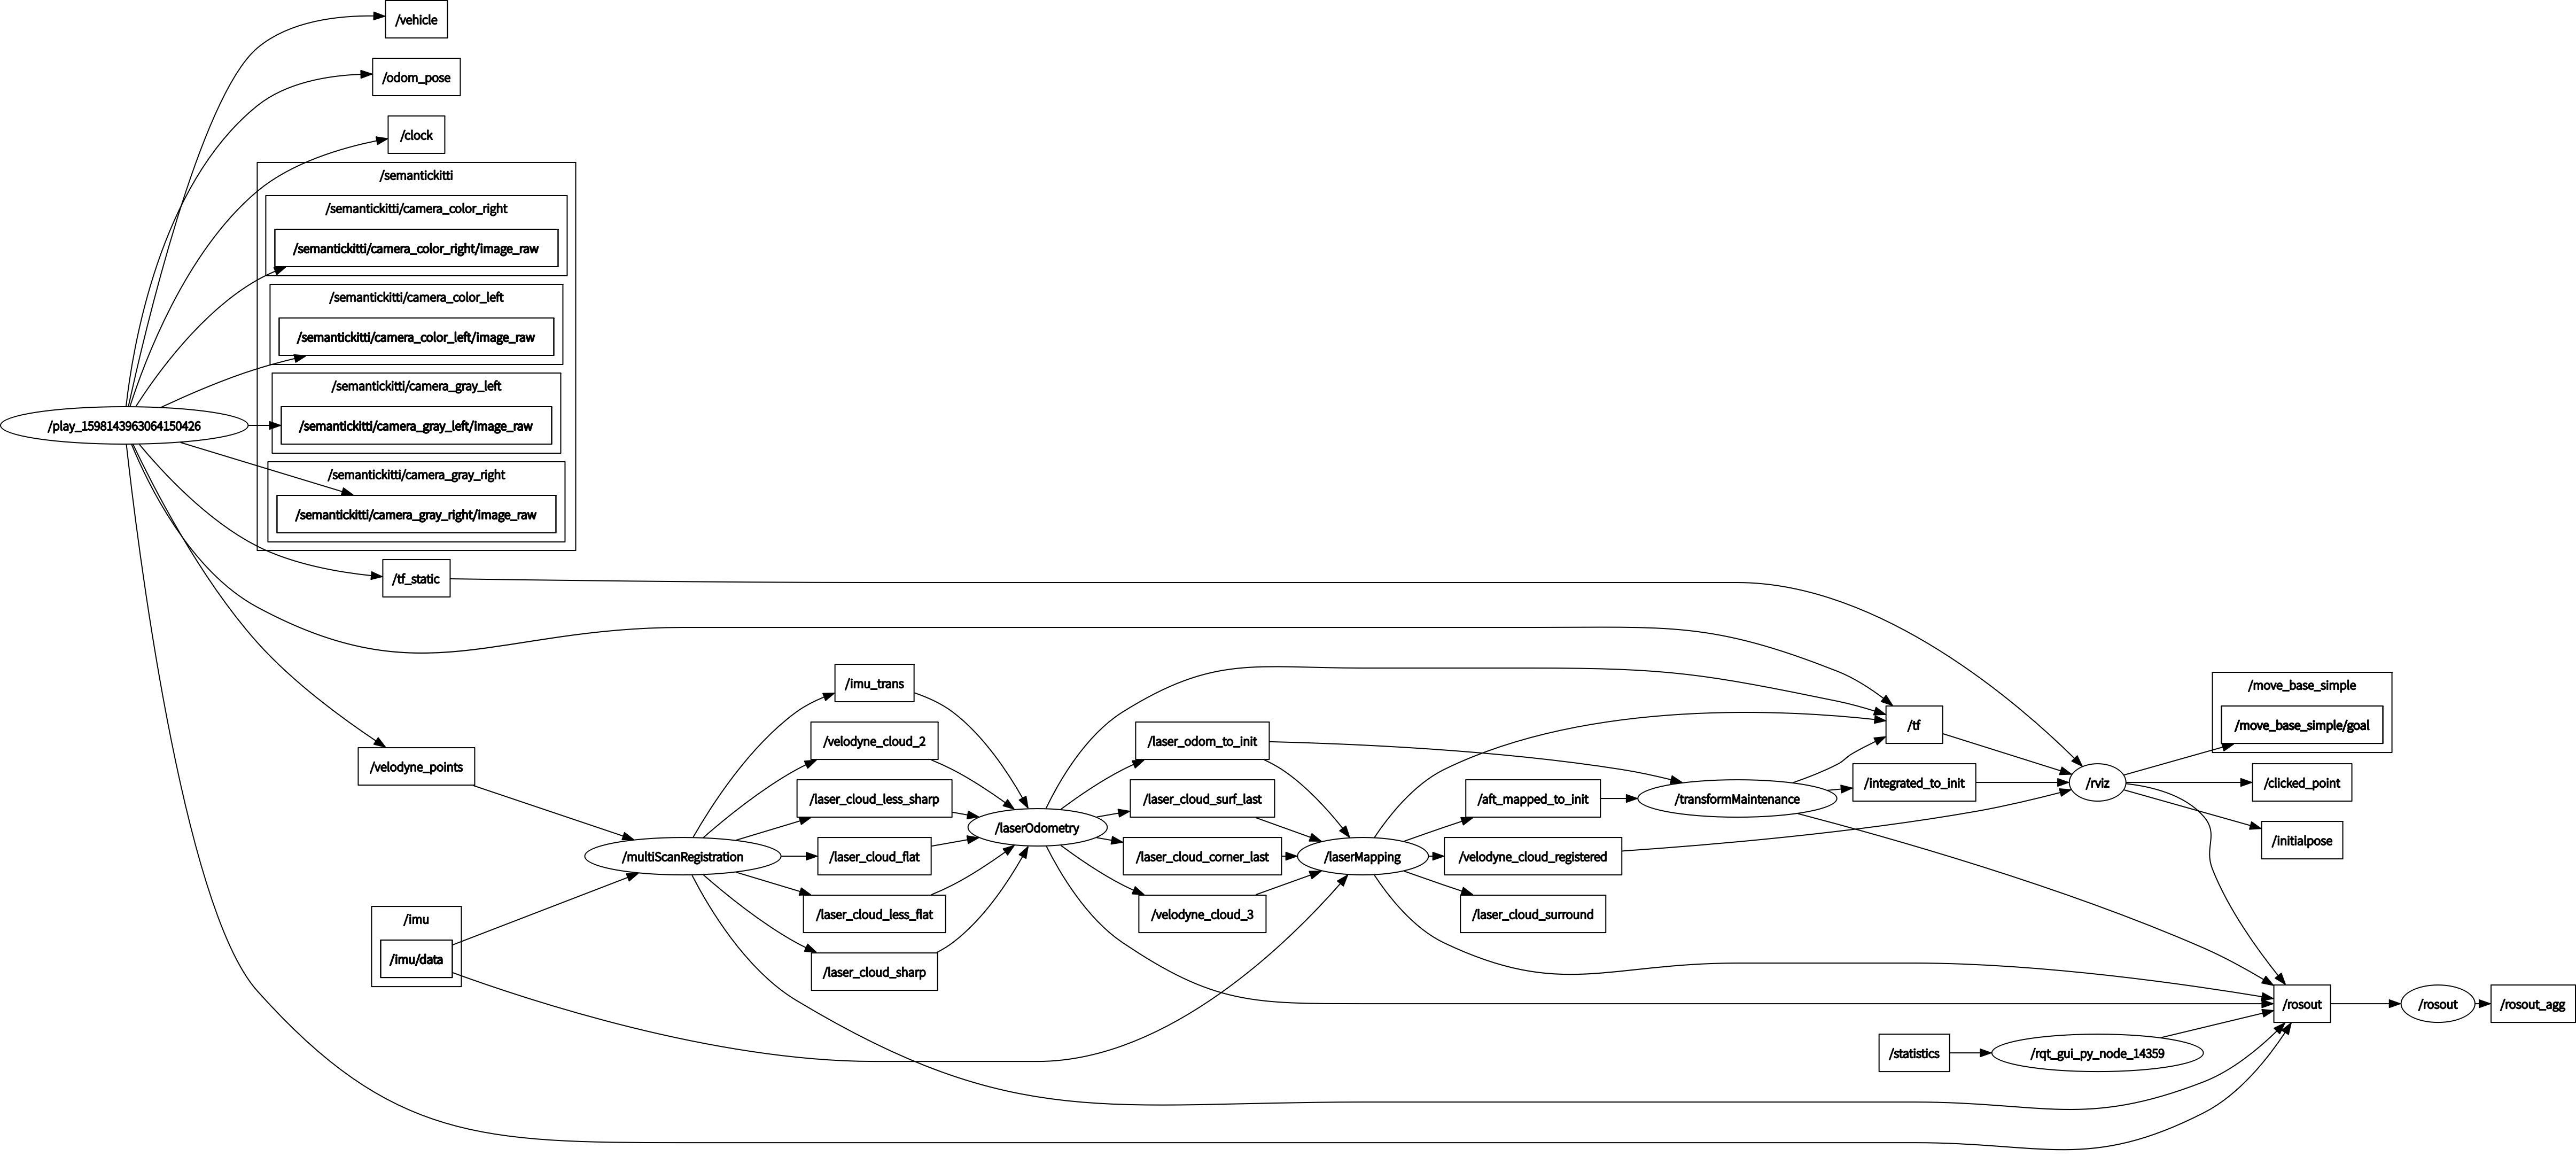 /vehicle
/odom_pose
/clock
/semantickitti
/semantickitti/camera_color_right
/semantickitti/camera_color_right/image_raw
/semantickitti/camera_color_left
/semantickitti/camera_color_left/image_raw
/semantickitti/camera_gray_left
/semantickitti/camera_gray_left/image_raw
/play_1598143963064150426
/semantickitti/camera_gray_right
/semantickitti/camera_gray_right/image_raw
/tf_static
/velodyne_points
/imu
/imu/data
/multiScanRegistration
/imu_trans
/velodyne_cloud_2
/laser_cloud_less_sharp
/laser_cloud_flat
/laser_cloud_less_flat
/laser_cloud_sharp
/laserOdometry
/laser_odom_to_init
/laser_cloud_surf_last
/laser_cloud_corner_last
/velodyne_cloud_3
/laserMapping
/aft_mapped_to_init
/velodyne_cloud_registered
/laser_cloud_surround
/transformMaintenance
/tf
/integrated_to_init
/statistics
/rviz
/rqt_gui_py_node_14359
/move_base_simple
/move_base_simple/goal
/clicked_point
/initialpose
/rosout
/rosout
/rosout_agg